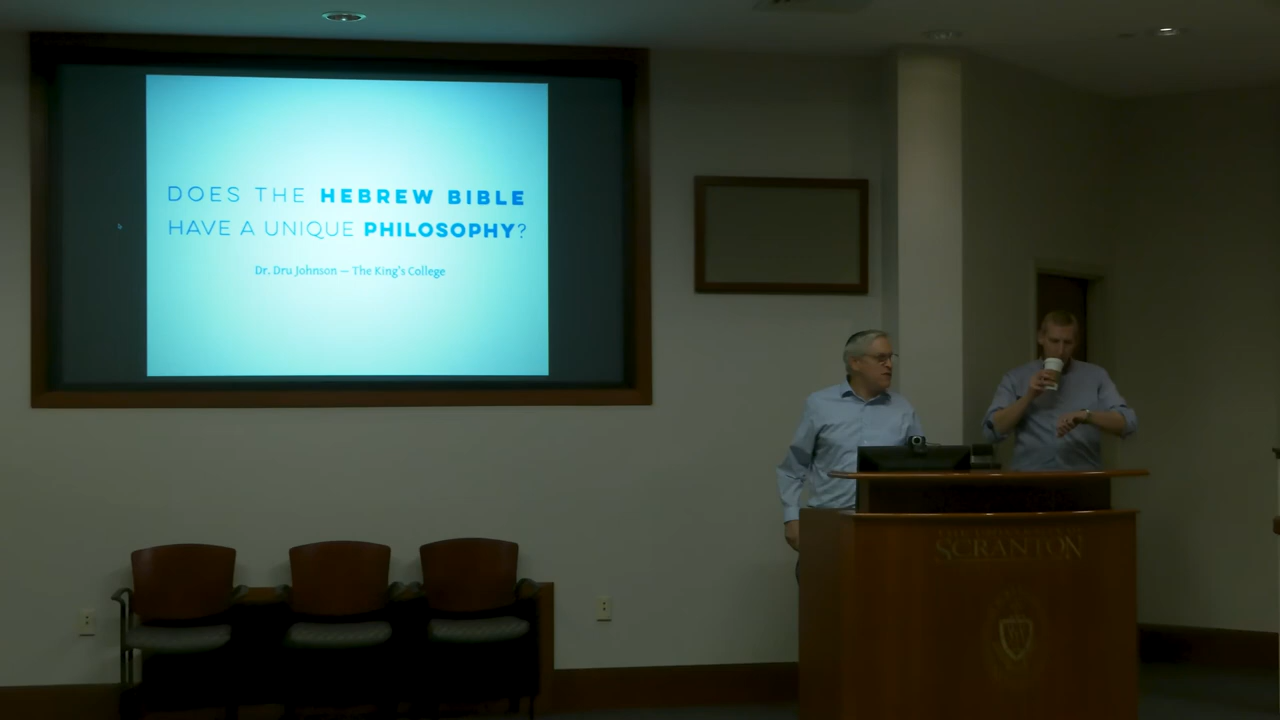 DOES THE HEBREW BIBLE
HAVE A UNIQUE PHILOSOPHY?
Dr. Dru Johnson — The King's College
SCRANTON